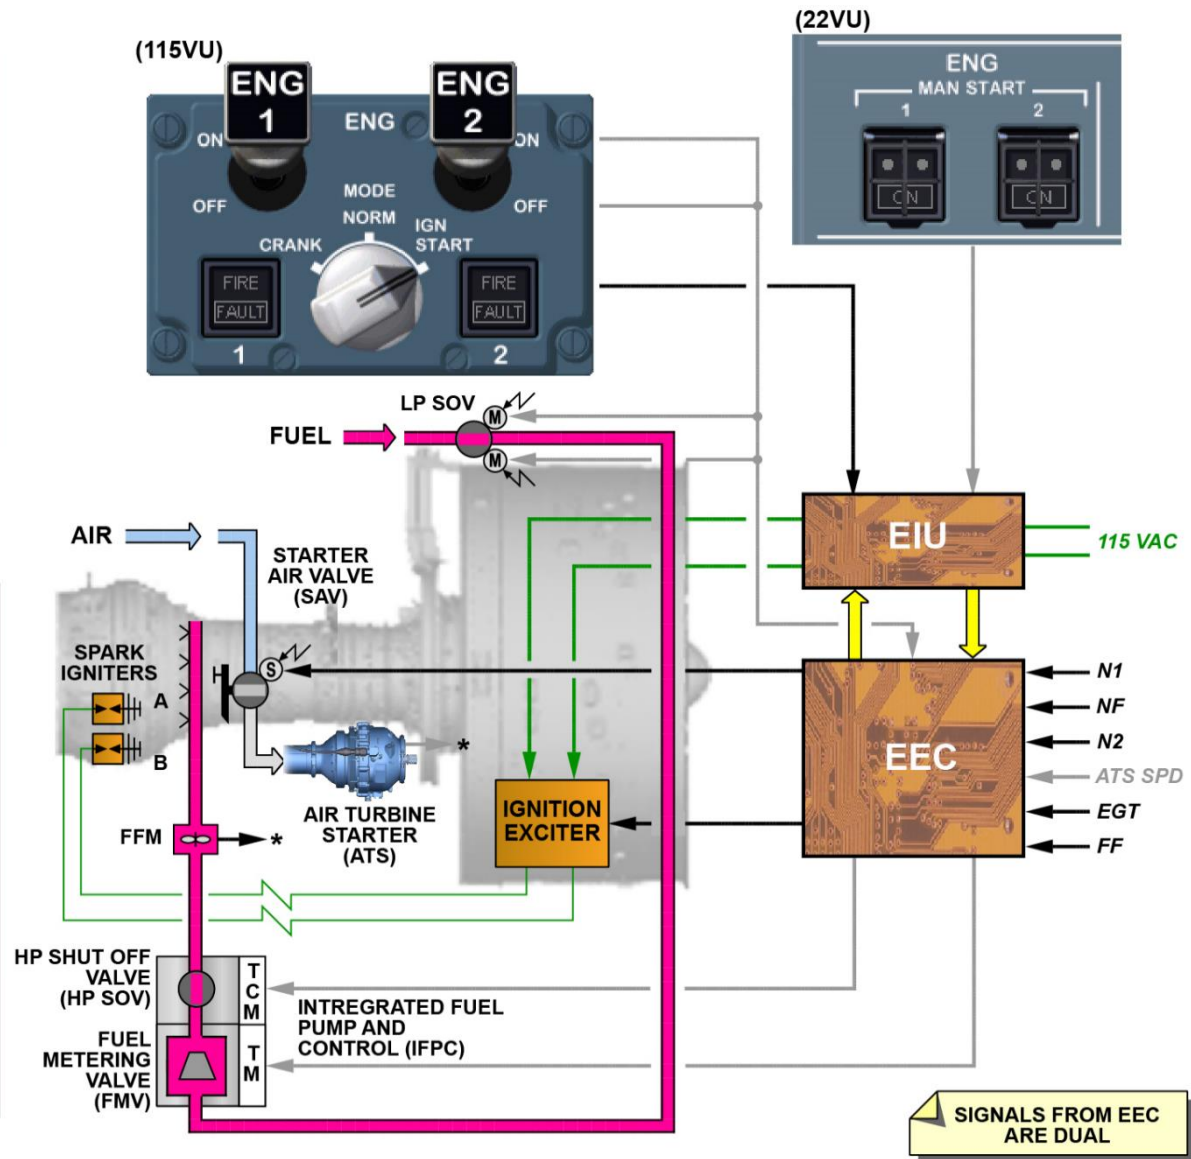 (115VU)
(22VU)
ENG
1
ENG
2
ENG
ON
ON
OFF
OFF
MODE
NORM
CRANK
IGN
START
FIRE
FAULT
1
FIRE
FAULT
2
ENG
MAN START
1
2
ON
ON
LP SOV
M
FUEL
M
AIR
STARTER
AIR VALVE
(SAV)
EIU
115 VAC
SPARK
IGNITERS
A
B
S
*
AIR TURBINE
STARTER
(ATS)
IGNITION
EXCITER
EEC
N1
NF
N2
ATS SPD
EGT
FF
FFM
*
HP SHUT OFF
VALVE
(HP SOV)
T
C
M
INTREGRATED FUEL
PUMP AND
CONTROL (IFPC)
FUEL
METERING
VALVE
(FMV)
T
M
SIGNALS FROM EEC
ARE DUAL